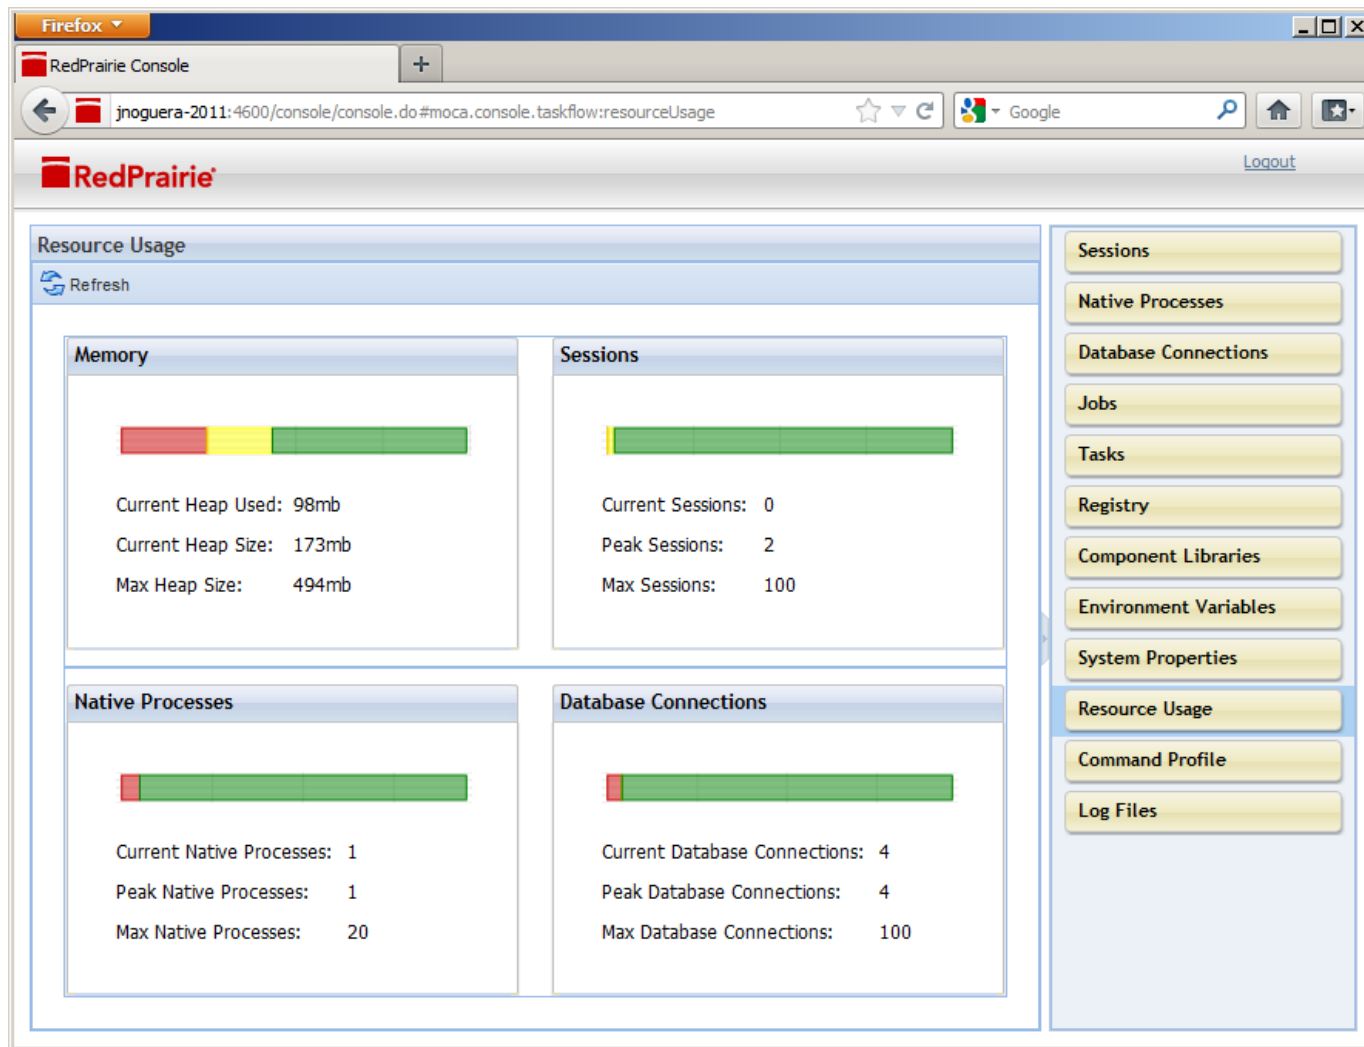 Firefox
RedPrairie Console
jnoguera-2011:4600/console/console.do#moca.console.taskflow:resourceUsage
Google
RedPrairie
Logout
Resource Usage
Refresh
Memory
Current Heap Used: 98mb
Current Heap Size: 173mb
Max Heap Size: 494mb
Sessions
Current Sessions: 0
Peak Sessions: 2
Max Sessions: 100
Native Processes
Current Native Processes: 1
Peak Native Processes: 1
Max Native Processes: 20
Database Connections
Current Database Connections: 4
Peak Database Connections: 4
Max Database Connections: 100
Sessions
Native Processes
Database Connections
Jobs
Tasks
Registry
Component Libraries
Environment Variables
System Properties
Resource Usage
Command Profile
Log Files